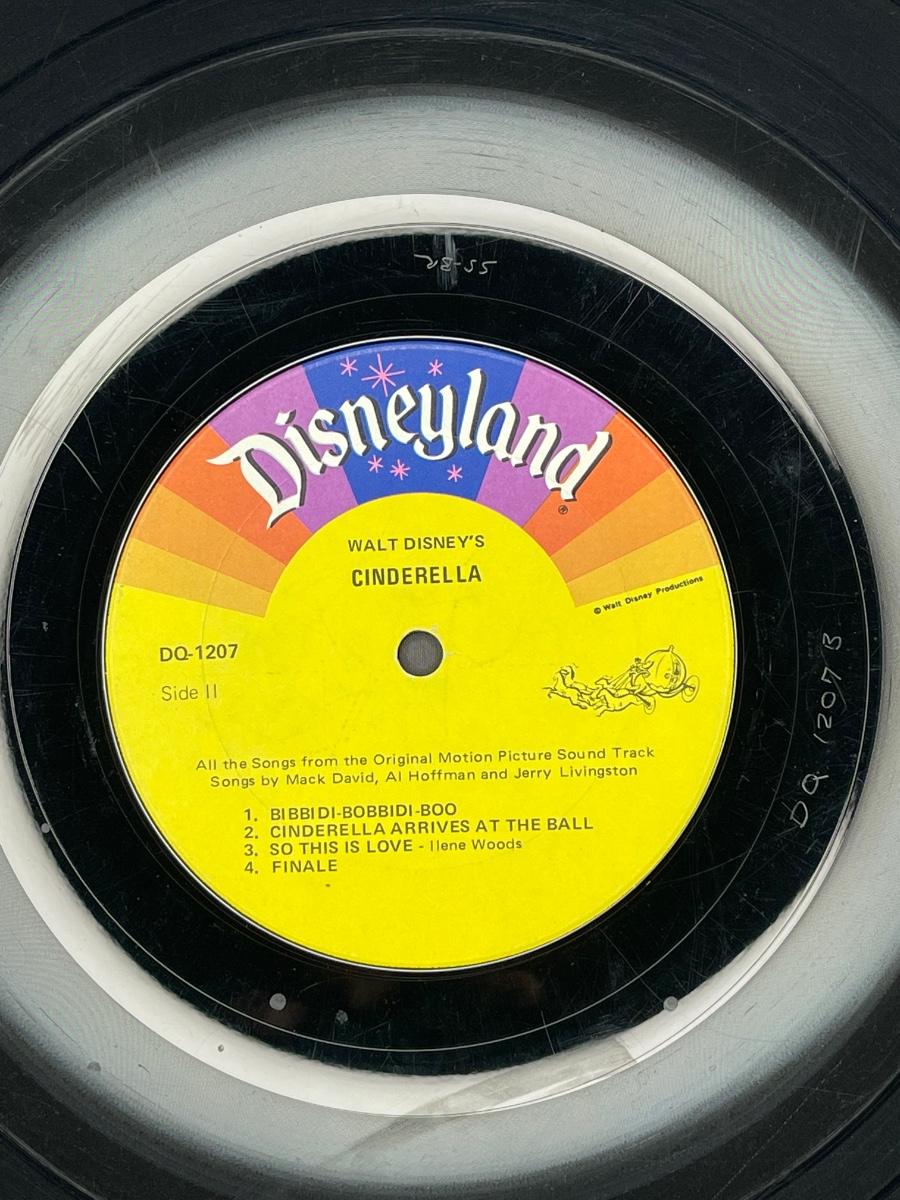 Disneyland®
WALT DISNEY'S
CINDERELLA
© Walt Disney Productions
DQ-1207
Side II
All the Songs from the Original Motion Picture Sound Track
Songs by Mack David, Al Hoffman and Jerry Livingston
1. BIBBIDI-BOBBIDI-BOO
2. CINDERELLA ARRIVES AT THE BALL
3. SO THIS IS LOVE - Ilene Woods
4. FINALE
DQ 1207 B